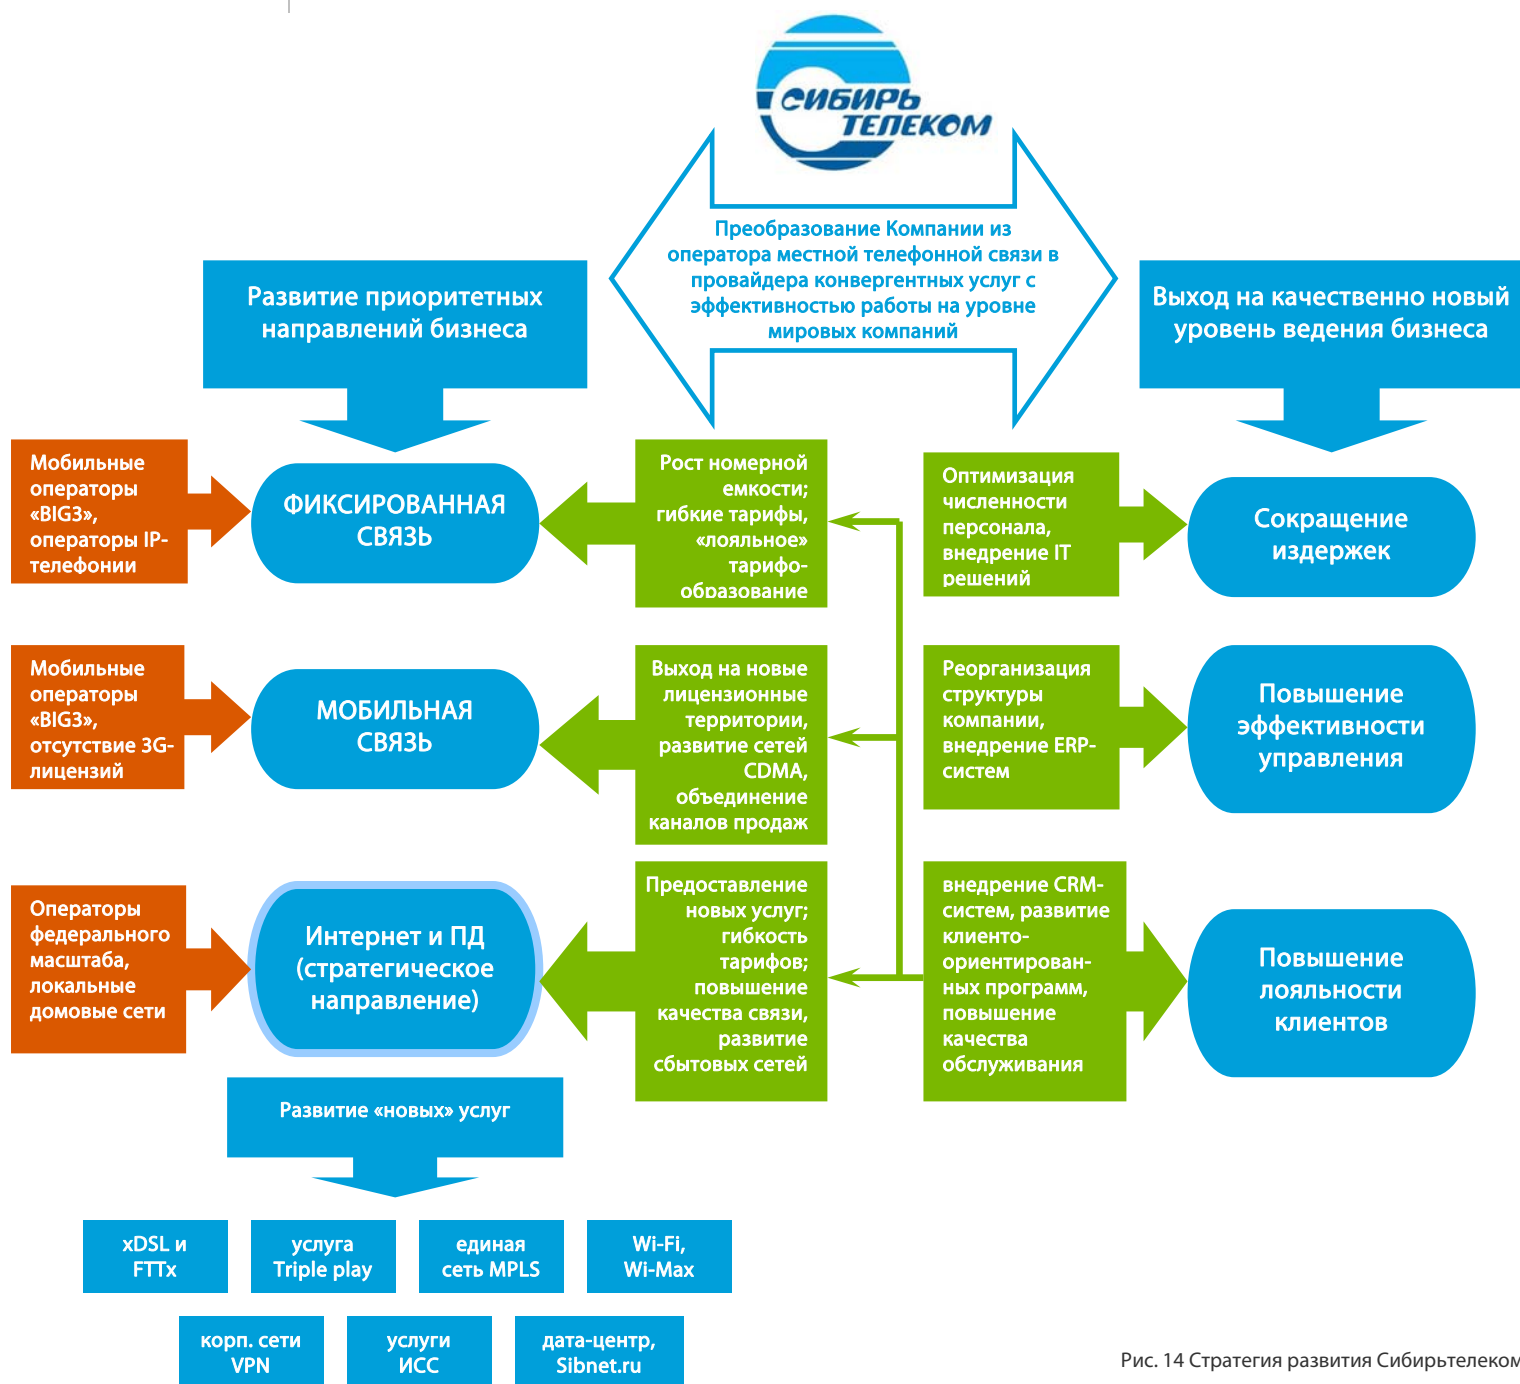 СИБИРЬ
ТЕЛЕКОМ
Преобразование Компании из
оператора местной телефонной связи в
провайдера конвергентных услуг с
эффективностью работы на уровне
мировых компаний
Развитие приоритетных
направлений бизнеса
Выход на качественно новый
уровень ведения бизнеса
Мобильные
операторы
«BIG3»,
операторы IP-
телефонии
ФИКСИРОВАННАЯ
СВЯЗЬ
Рост номерной
емкости;
гибкие тарифы,
«лояльное»
тарифо-
образование
Оптимизация
численности
персонала,
внедрение IT
решений
Сокращение
издержек
Мобильные
операторы
«BIG3»,
отсутствие 3G-
лицензий
МОБИЛЬНАЯ
СВЯЗЬ
Выход на новые
лицензионные
территории,
развитие сетей
CDMA,
объединение
каналов продаж
Реорганизация
структуры
компании,
внедрение ERP-
систем
Повышение
эффективности
управления
Операторы
федерального
масштаба,
локальные
домовые сети
Интернет и ПД
(стратегическое
направление)
Предоставление
новых услуг;
гибкость
тарифов;
повышение
качества связи,
развитие
сбытовых сетей
внедрение CRM-
систем, развитие
клиенто-
ориентирован-
ных программ,
повышение
качества
обслуживания
Повышение
лояльности
клиентов
Развитие «новых» услуг
xDSL и
FTTx
услуга
Triple play
единая
сеть MPLS
Wi-Fi,
Wi-Max
корп. сети
VPN
услуги
ИСС
дата-центр,
Sibnet.ru
Рис. 14 Стратегия развития Сибирьтелеком